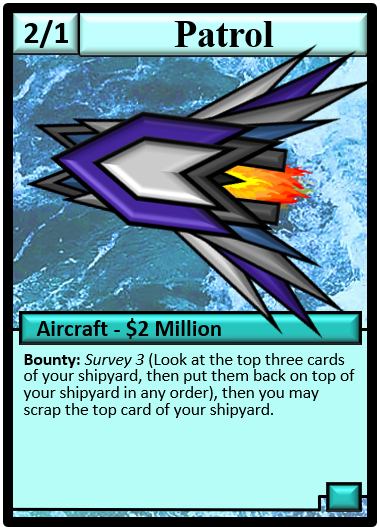 2/1 Patrol
Aircraft - $2 Million
Bounty: Survey 3 (Look at the top three cards
of your shipyard, then put them back on top of
your shipyard in any order), then you may
scrap the top card of your shipyard.